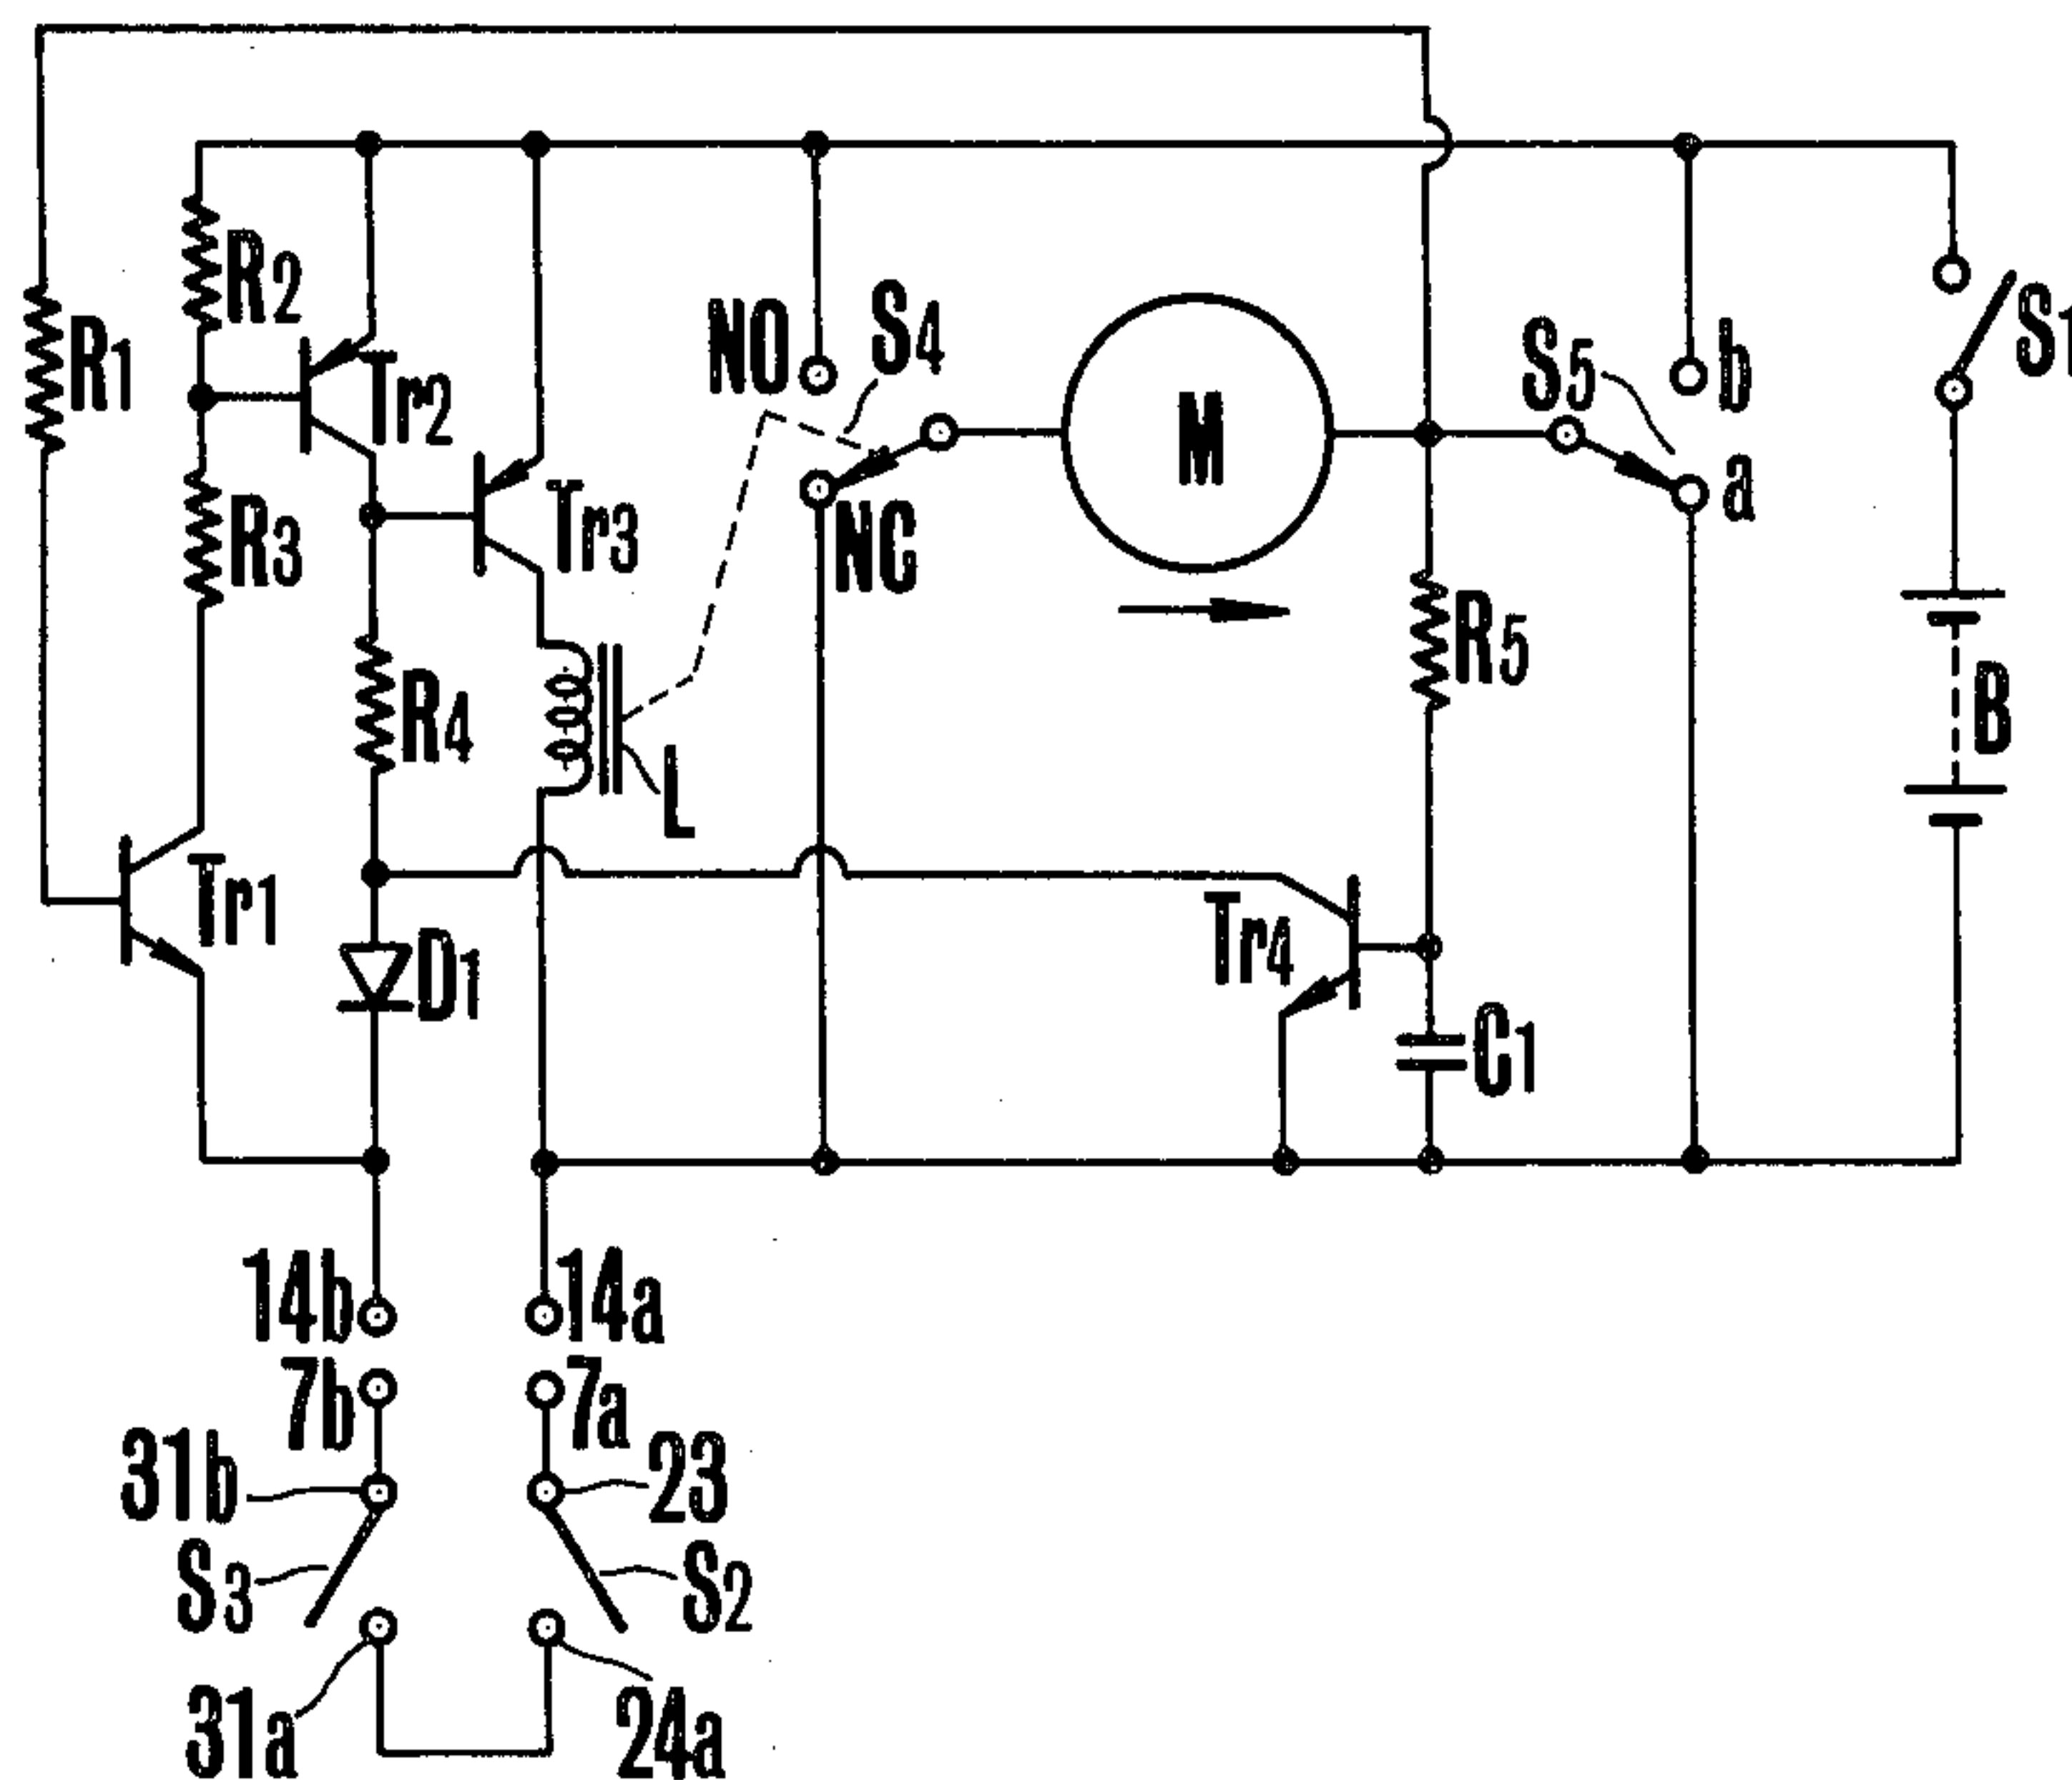 R1
R2
Tr2
R3
Tr3
NO
S4
NC
M
S5
b
a
S1
R4
L
R5
B
Tr1
D1
Tr4
C1
14b
14a
7b
7a
31b
23
S3
S2
31a
24a